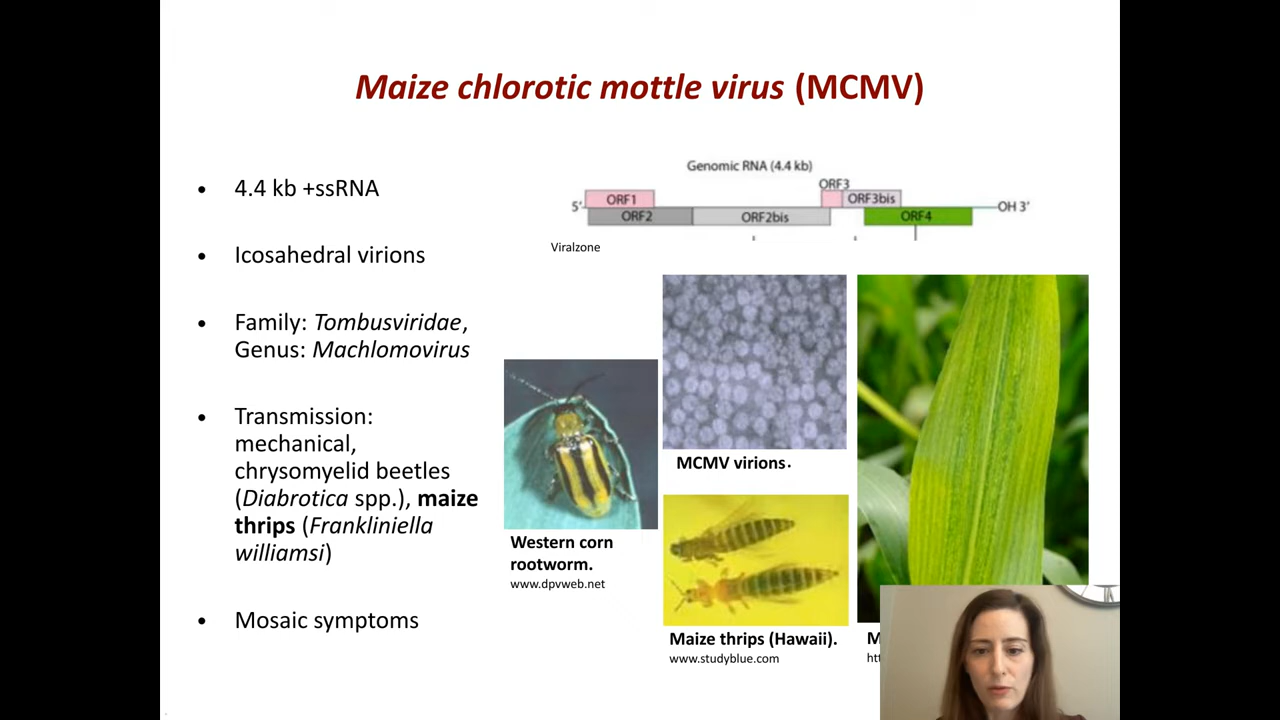 Maize chlorotic mottle virus (MCMV)
• 4.4 kb +ssRNA
• Icosahedral virions
• Family: Tombusviridae,
Genus: Machlomovirus
• Transmission:
mechanical,
chrysomyelid beetles
(Diabrotica spp.), maize
thrips (Frankliniella
williamsi)
• Mosaic symptoms
Genomic RNA (4.4 kb)
ORF3
ORF1
ORF3bis
5'
OH 3'
ORF2
ORF2bis
ORF4
Viralzone
MCMV virions.
Western corn
rootworm.
www.dpvweb.net
Maize thrips (Hawaii).
www.studyblue.com